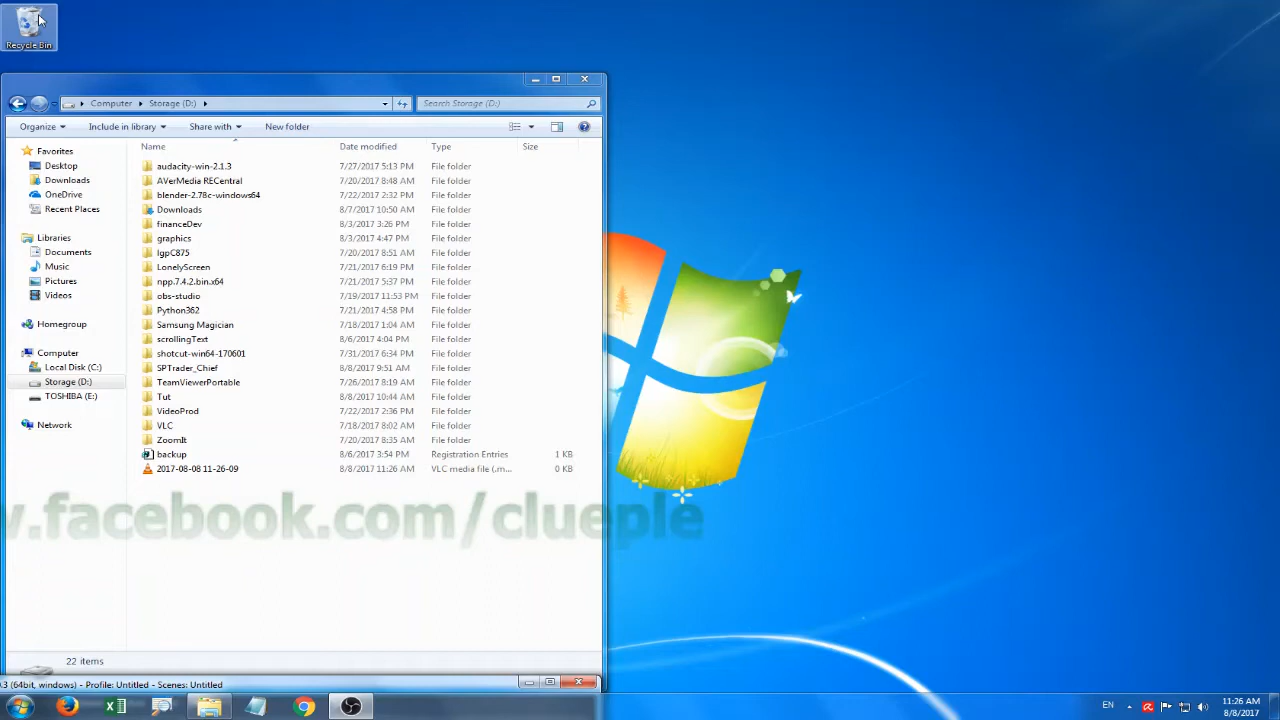 Recycle Bin
Computer Storage (D:) Search Storage (D:)
Organize Include in library Share with New folder
Name Date modified Type Size
Favorites
Desktop
Downloads
OneDrive
Recent Places
Libraries
Documents
Music
Pictures
Videos
Homegroup
Computer
Local Disk (C:)
Storage (D:)
TOSHIBA (E:)
Network
audacity-win-2.1.3 7/27/2017 5:13 PM File folder
AVerMedia RECentral 7/20/2017 8:48 AM File folder
blender-2.78c-windows64 7/22/2017 2:32 PM File folder
Downloads 8/7/2017 10:50 AM File folder
financeDev 8/3/2017 3:26 PM File folder
graphics 8/3/2017 4:47 PM File folder
lgpC875 7/20/2017 8:51 AM File folder
LonelyScreen 7/21/2017 6:19 PM File folder
npp.7.4.2.bin.x64 7/21/2017 5:37 PM File folder
obs-studio 7/19/2017 11:53 PM File folder
Python362 7/21/2017 4:58 PM File folder
Samsung Magician 7/18/2017 1:04 AM File folder
scrollingText 8/6/2017 4:04 PM File folder
shotcut-win64-170601 7/31/2017 6:34 PM File folder
SPTrader_Chief 8/8/2017 9:51 AM File folder
TeamViewerPortable 7/26/2017 8:19 AM File folder
Tut 8/8/2017 10:44 AM File folder
VideoProd 7/22/2017 2:36 PM File folder
VLC 7/18/2017 8:02 AM File folder
ZoomIt 7/20/2017 8:35 AM File folder
backup 8/6/2017 3:54 PM Registration Entries 1 KB
2017-08-08 11-26-09 8/8/2017 11:26 AM VLC media file (.m... 0 KB
w.facebook.com/clueple
22 items
0.3 (64bit, windows) - Profile: Untitled - Scenes: Untitled
EN 11:26 AM
8/8/2017